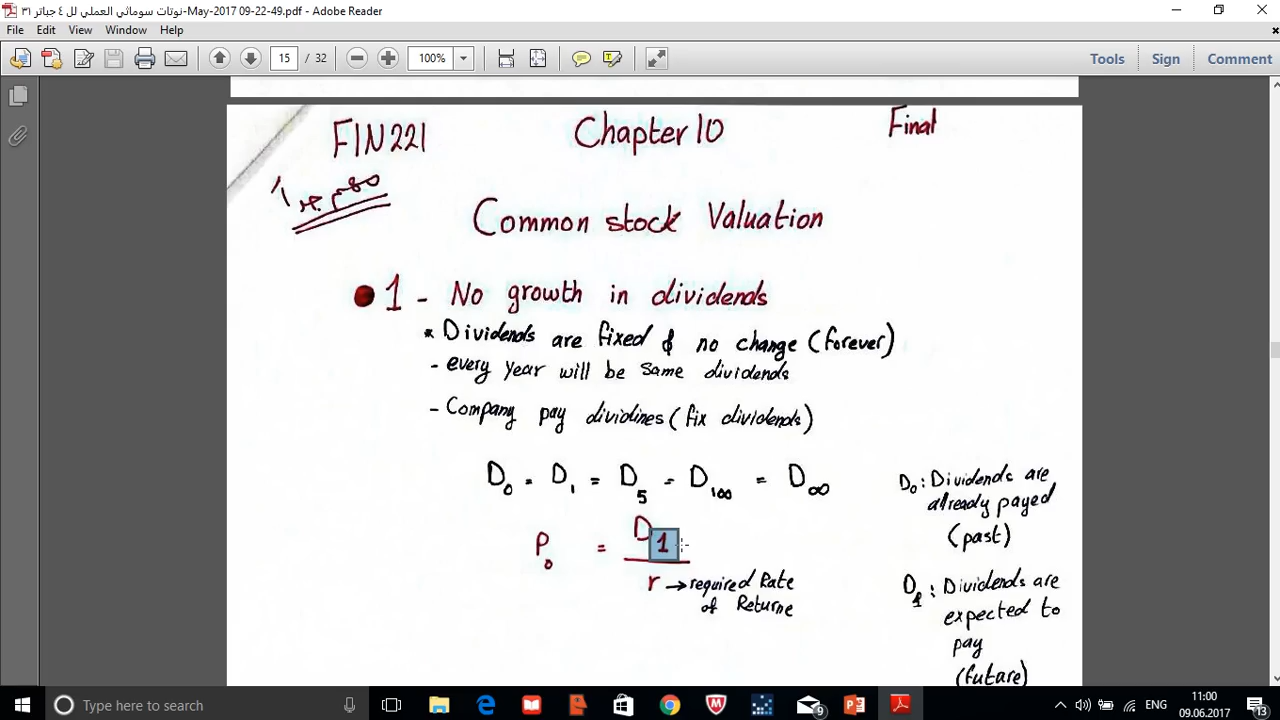 نوتات سوماثي العملي لل ٤ جباتر ٣١-May-2017 09-22-49.pdf - Adobe Reader
File Edit View Window Help
15 / 32 100% Tools Sign Comment
FIN221 Chapter 10 Final
Common stock Valuation
1 - No growth in dividends
* Dividends are fixed & no change (forever)
- every year will be same dividends
- Company pay dividines (fix dividends)
D0 = D1 = D5 = D100 = D∞
P0 = D1
r → required Rate
of Returne
D0: Dividends are
already payed
(past)
D1: Dividends are
expected to
pay
(future)
Type here to search
9
ENG
11:00
09.06.2017
13